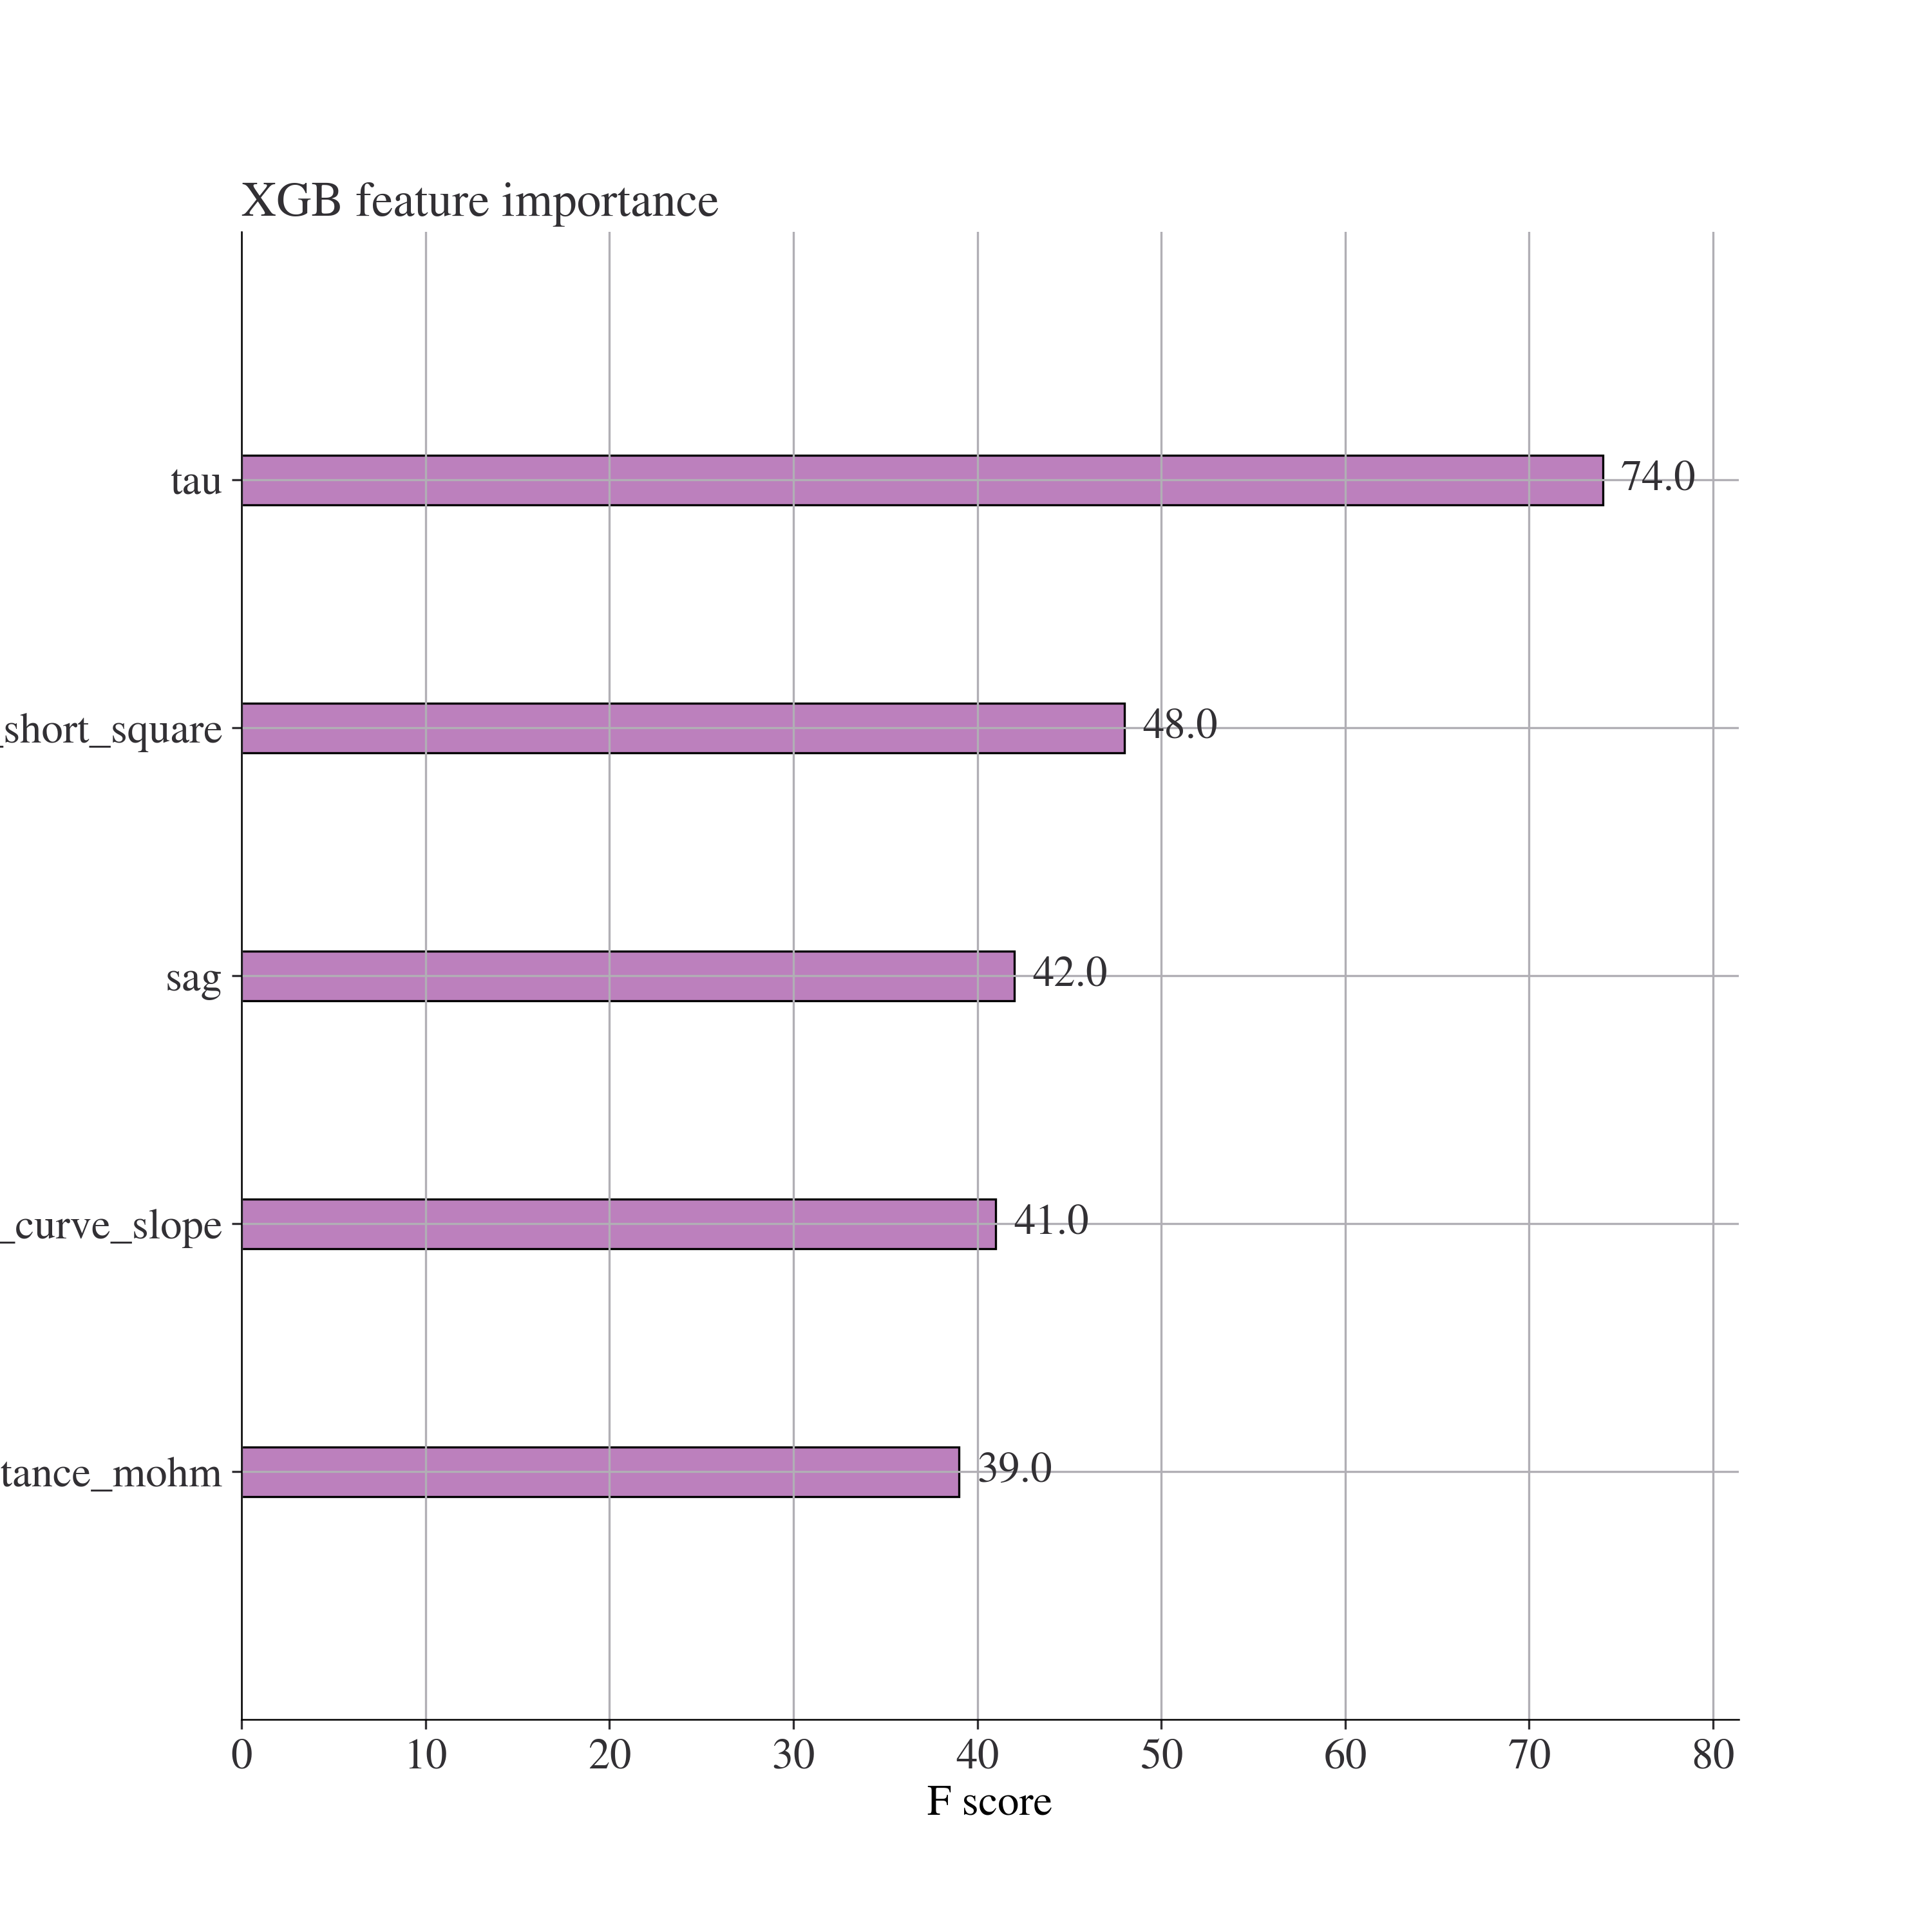 XGB feature importance
tau
74.0
_short_square
48.0
sag
42.0
_curve_slope
41.0
tance_mohm
39.0
0 10 20 30 40 50 60 70 80
F score